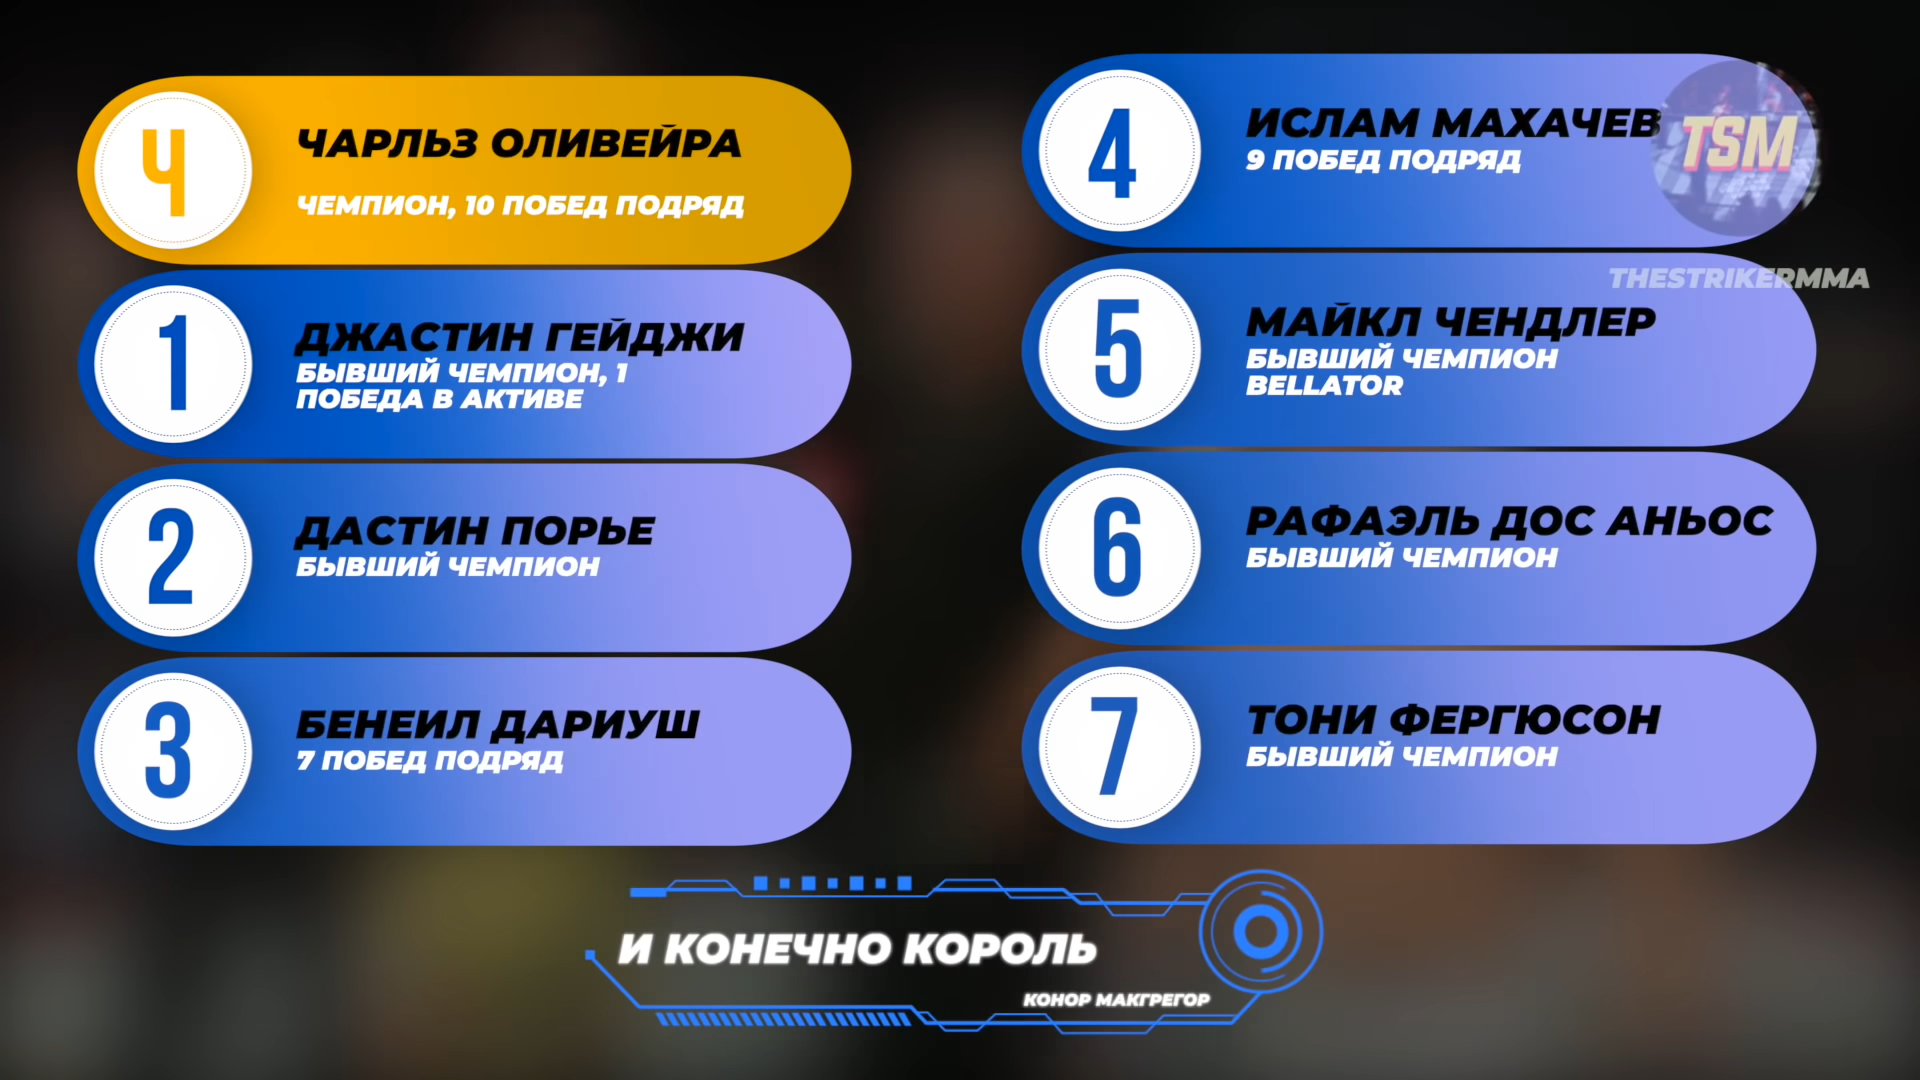 Ч
ЧАРЛЬЗ ОЛИВЕЙРА
ЧЕМПИОН, 10 ПОБЕД ПОДРЯД
1
ДЖАСТИН ГЕЙДЖИ
БЫВШИЙ ЧЕМПИОН, 1
ПОБЕДА В АКТИВЕ
2
ДАСТИН ПОРЬЕ
БЫВШИЙ ЧЕМПИОН
3
БЕНЕИЛ ДАРИУШ
7 ПОБЕД ПОДРЯД
4
ИСЛАМ МАХАЧЕВ
9 ПОБЕД ПОДРЯД
TSM
THESTRIKERMMA
5
МАЙКЛ ЧЕНДЛЕР
БЫВШИЙ ЧЕМПИОН
BELLATOR
6
РАФАЭЛЬ ДОС АНЬОС
БЫВШИЙ ЧЕМПИОН
7
ТОНИ ФЕРГЮСОН
БЫВШИЙ ЧЕМПИОН
И КОНЕЧНО КОРОЛЬ
КОНОР МАКГРЕГОР